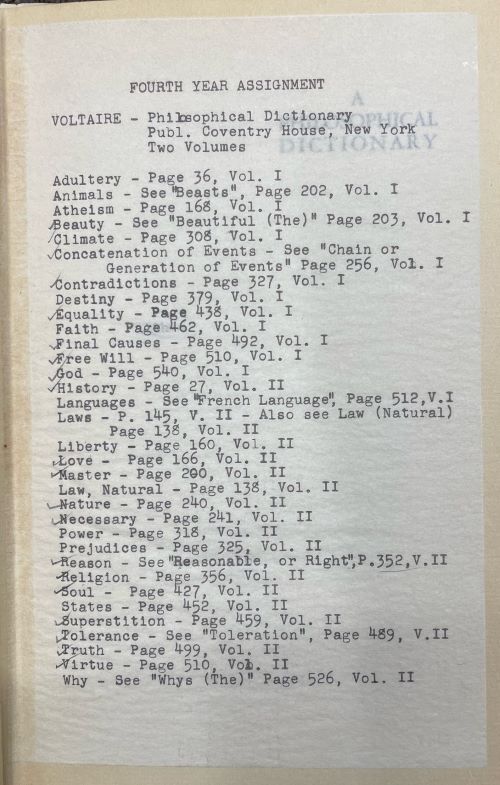 FOURTH YEAR ASSIGNMENT
A
PHILOSOPHICAL
DICTIONARY
VOLTAIRE - Philosophical Dictionary
Publ. Coventry House, New York
Two Volumes
Adultery - Page 36, Vol. I
Animals - See "Beasts", Page 202, Vol. I
Atheism - Page 168, Vol. I
✓Beauty - See "Beautiful (The)" Page 203, Vol. I
✓Climate - Page 308, Vol. I
✓Concatenation of Events - See "Chain or
Generation of Events" Page 256, Vol. I
✓Contradictions - Page 327, Vol. I
Destiny - Page 379, Vol. I
✓Equality - Page 438, Vol. I
Faith - Page 462, Vol. I
✓Final Causes - Page 492, Vol. I
✓Free Will - Page 510, Vol. I
✓God - Page 540, Vol. I
✓History - Page 27, Vol. II
Languages - See "French Language", Page 512,V.I
Laws - P. 145, V. II - Also see Law (Natural)
Page 138, Vol. II
Liberty - Page 160, Vol. II
✓Love - Page 166, Vol. II
✓Master - Page 200, Vol. II
Law, Natural - Page 138, Vol. II
✓Nature - Page 240, Vol. II
✓Necessary - Page 241, Vol. II
Power - Page 318, Vol. II
Prejudices - Page 325, Vol. II
✓Reason - See "Reasonable, or Right",P.352,V.II
✓Religion - Page 356, Vol. II
✓Soul - Page 427, Vol. II
States - Page 452, Vol. II
✓Superstition - Page 459, Vol. II
✓Tolerance - See "Toleration", Page 489, V.II
✓Truth - Page 499, Vol. II
✓Virtue - Page 510, Vol. II
Why - See "Whys (The)" Page 526, Vol. II